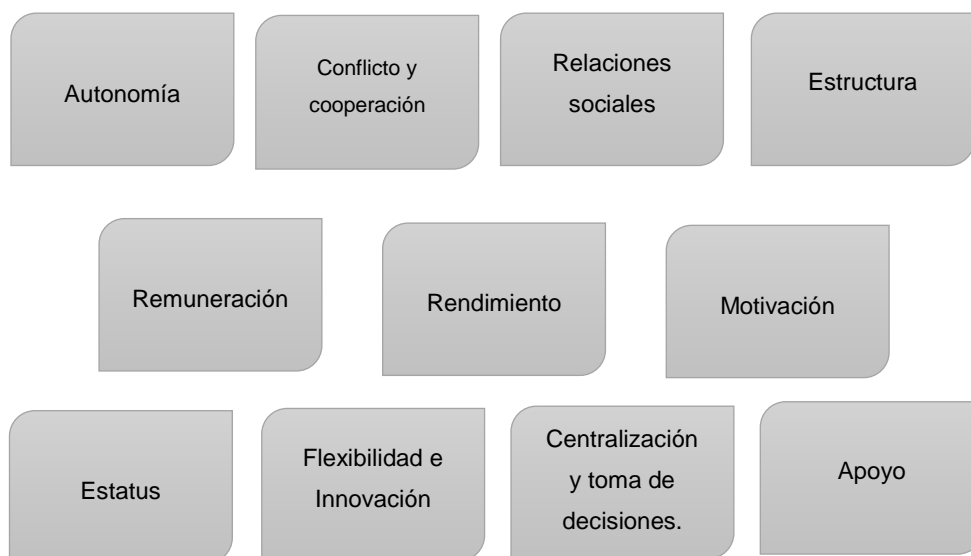 Autonomía
Conflicto y
cooperación
Relaciones
sociales
Estructura
Remuneración
Rendimiento
Motivación
Estatus
Flexibilidad e
Innovación
Centralización
y toma de
decisiones.
Apoyo